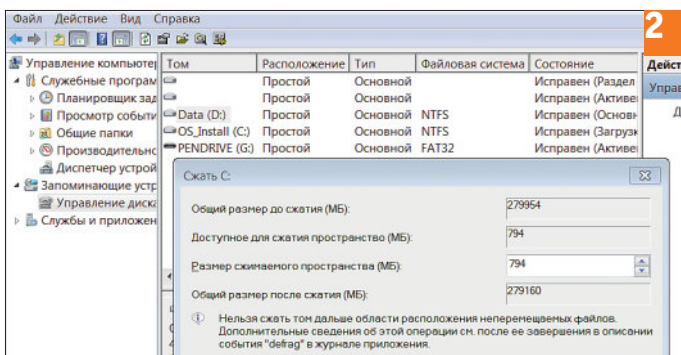 2
Файл Действие Вид Справка
Управление компьютер
Служебные програм
Планировщик зад
Просмотр событи
Общие папки
Производительно
Диспетчер устрой
Запоминающие устр
Управление диска
Службы и приложен
Том Расположение Тип Файловая система Состояние
Простой Основной Исправен (Раздел
Простой Основной Исправен (Активен
Data (D:) Простой Основной NTFS Исправен (Основн
OS_Install (C:) Простой Основной NTFS Исправен (Загрузк
PENDRIVE (G:) Простой Основной FAT32 Исправен (Активен
Дейст
Управ
Д
Сжать C:
Общий размер до сжатия (МБ): 279954
Доступное для сжатия пространство (МБ): 794
Размер сжимаемого пространства (МБ): 794
Общий размер после сжатия (МБ): 279160
Нельзя сжать том дальше области расположения неперемещаемых файлов.
Дополнительные сведения об этой операции см. после ее завершения в описании
события "defrag" в журнале приложения.